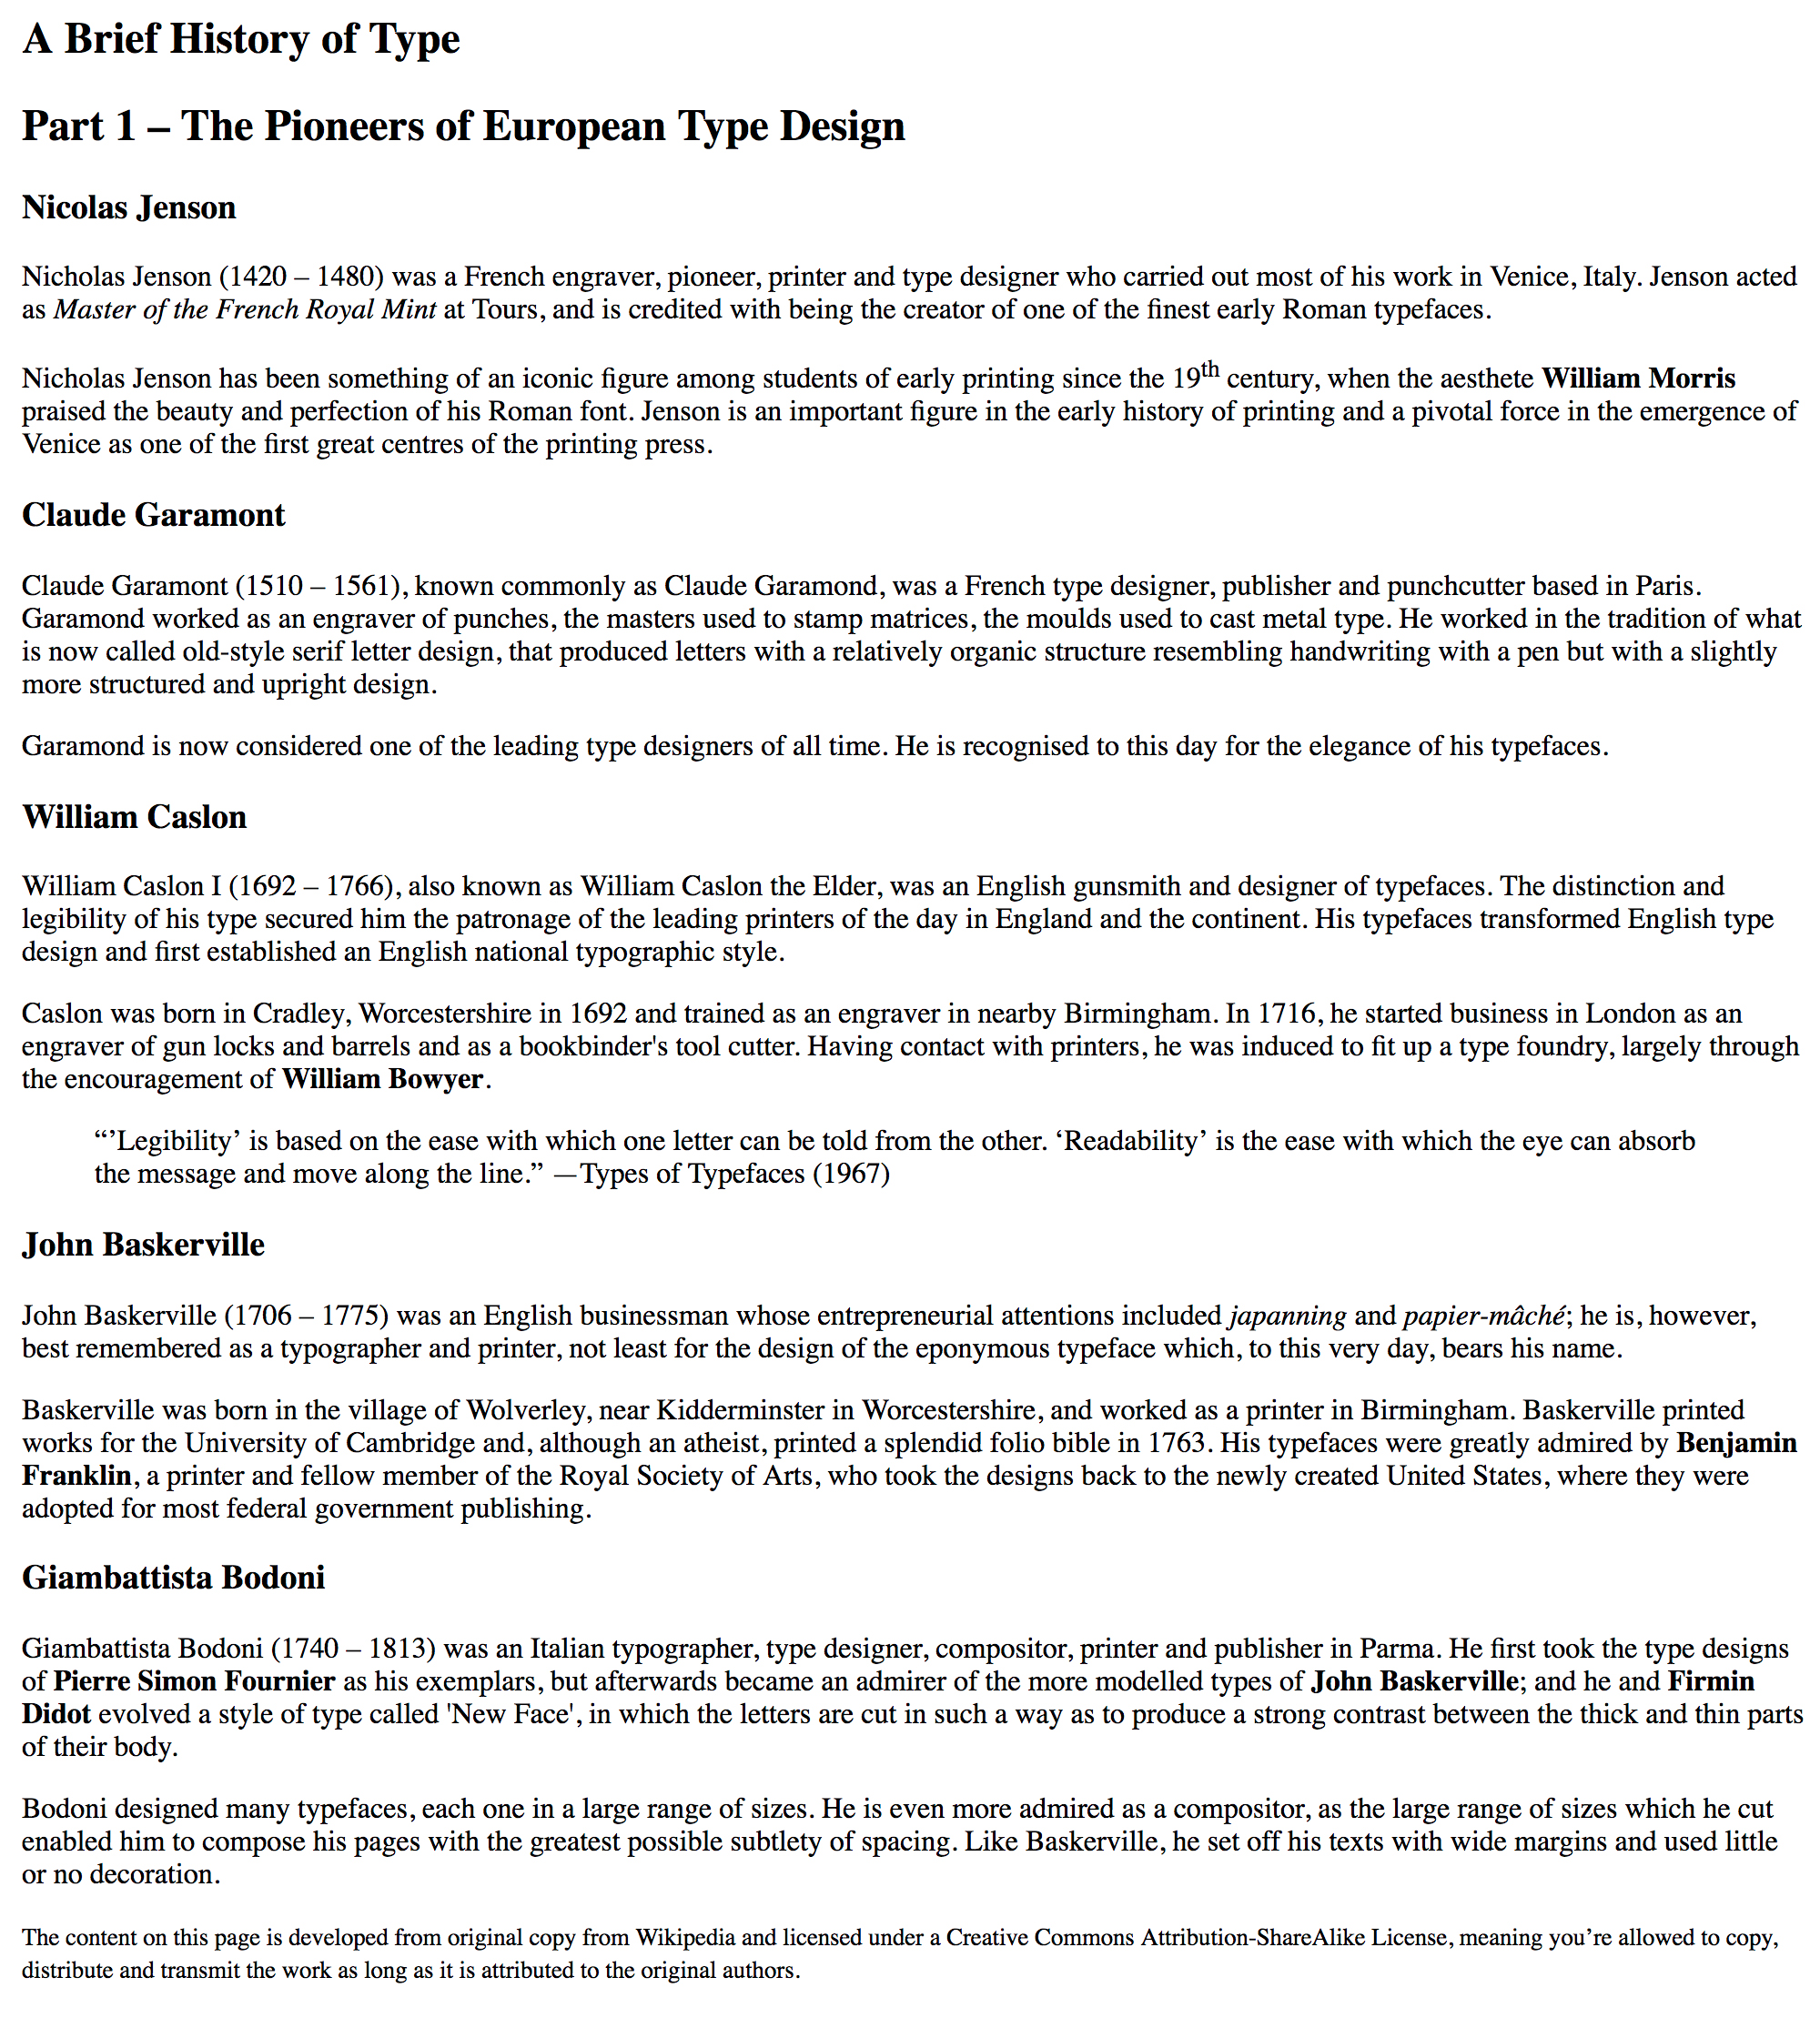 A Brief History of Type
Part 1 – The Pioneers of European Type Design
Nicolas Jenson
Nicholas Jenson (1420 – 1480) was a French engraver, pioneer, printer and type designer who carried out most of his work in Venice, Italy. Jenson acted
as Master of the French Royal Mint at Tours, and is credited with being the creator of one of the finest early Roman typefaces.
Nicholas Jenson has been something of an iconic figure among students of early printing since the 19th century, when the aesthete William Morris
praised the beauty and perfection of his Roman font. Jenson is an important figure in the early history of printing and a pivotal force in the emergence of
Venice as one of the first great centres of the printing press.
Claude Garamont
Claude Garamont (1510 – 1561), known commonly as Claude Garamond, was a French type designer, publisher and punchcutter based in Paris.
Garamond worked as an engraver of punches, the masters used to stamp matrices, the moulds used to cast metal type. He worked in the tradition of what
is now called old-style serif letter design, that produced letters with a relatively organic structure resembling handwriting with a pen but with a slightly
more structured and upright design.
Garamond is now considered one of the leading type designers of all time. He is recognised to this day for the elegance of his typefaces.
William Caslon
William Caslon I (1692 – 1766), also known as William Caslon the Elder, was an English gunsmith and designer of typefaces. The distinction and
legibility of his type secured him the patronage of the leading printers of the day in England and the continent. His typefaces transformed English type
design and first established an English national typographic style.
Caslon was born in Cradley, Worcestershire in 1692 and trained as an engraver in nearby Birmingham. In 1716, he started business in London as an
engraver of gun locks and barrels and as a bookbinder's tool cutter. Having contact with printers, he was induced to fit up a type foundry, largely through
the encouragement of William Bowyer.
“’Legibility’ is based on the ease with which one letter can be told from the other. ‘Readability’ is the ease with which the eye can absorb
the message and move along the line.” —Types of Typefaces (1967)
John Baskerville
John Baskerville (1706 – 1775) was an English businessman whose entrepreneurial attentions included japanning and papier-mâché; he is, however,
best remembered as a typographer and printer, not least for the design of the eponymous typeface which, to this very day, bears his name.
Baskerville was born in the village of Wolverley, near Kidderminster in Worcestershire, and worked as a printer in Birmingham. Baskerville printed
works for the University of Cambridge and, although an atheist, printed a splendid folio bible in 1763. His typefaces were greatly admired by Benjamin
Franklin, a printer and fellow member of the Royal Society of Arts, who took the designs back to the newly created United States, where they were
adopted for most federal government publishing.
Giambattista Bodoni
Giambattista Bodoni (1740 – 1813) was an Italian typographer, type designer, compositor, printer and publisher in Parma. He first took the type designs
of Pierre Simon Fournier as his exemplars, but afterwards became an admirer of the more modelled types of John Baskerville; and he and Firmin
Didot evolved a style of type called 'New Face', in which the letters are cut in such a way as to produce a strong contrast between the thick and thin parts
of their body.
Bodoni designed many typefaces, each one in a large range of sizes. He is even more admired as a compositor, as the large range of sizes which he cut
enabled him to compose his pages with the greatest possible subtlety of spacing. Like Baskerville, he set off his texts with wide margins and used little
or no decoration.
The content on this page is developed from original copy from Wikipedia and licensed under a Creative Commons Attribution-ShareAlike License, meaning you’re allowed to copy,
distribute and transmit the work as long as it is attributed to the original authors.